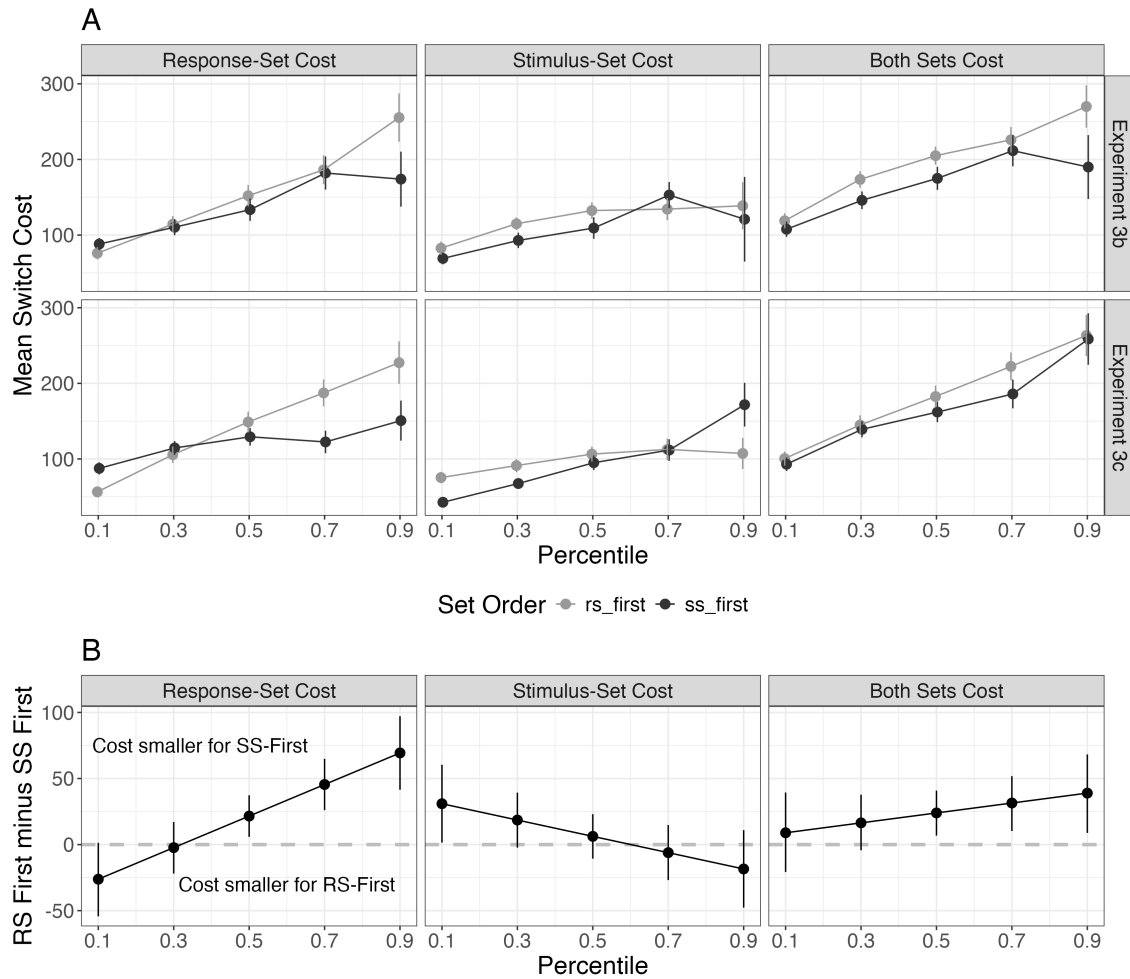 A
Response-Set Cost Stimulus-Set Cost Both Sets Cost
Mean Switch Cost
300
200
100
Experiment 3b
300
200
100
Experiment 3c
0.1 0.3 0.5 0.7 0.9 0.1 0.3 0.5 0.7 0.9 0.1 0.3 0.5 0.7 0.9
Percentile
Set Order rs_first ss_first
B
Response-Set Cost Stimulus-Set Cost Both Sets Cost
RS First minus SS First
100
50
0
-50
Cost smaller for SS-First
Cost smaller for RS-First
0.1 0.3 0.5 0.7 0.9 0.1 0.3 0.5 0.7 0.9 0.1 0.3 0.5 0.7 0.9
Percentile